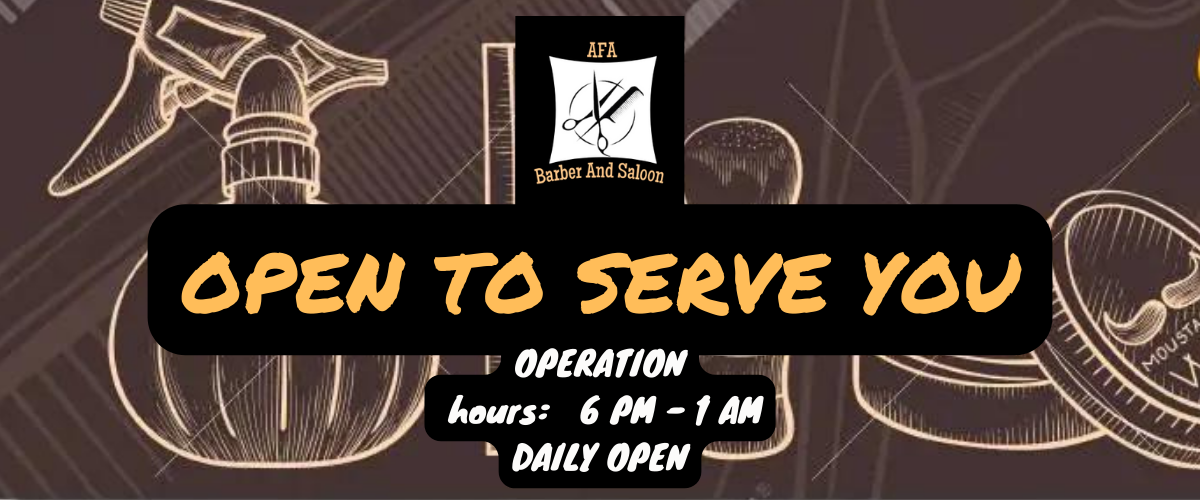 AFA
Barber And Saloon
OPEN TO SERVE YOU
OPERATION
hours: 6 PM - 1 AM
DAILY OPEN